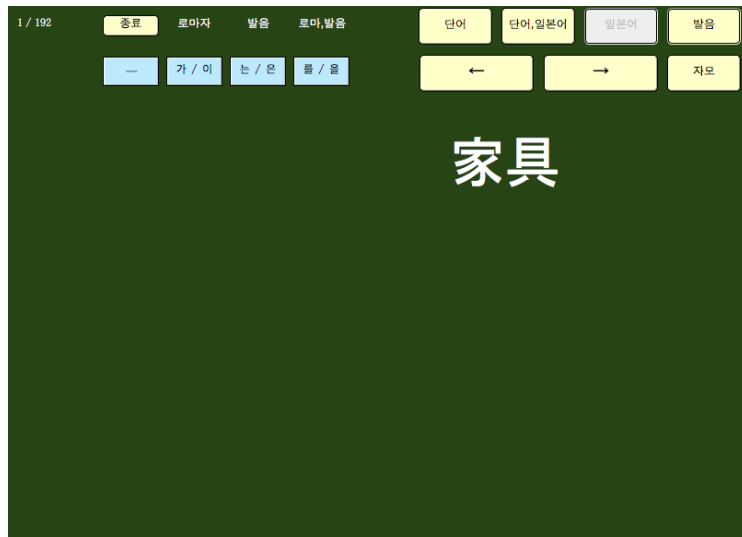 1 / 192 종료 로마자 발음 로마,발음 단어 단어,일본어 일본어 발음
— 가 / 이 는 / 은 를 / 을 ← → 자모
家具